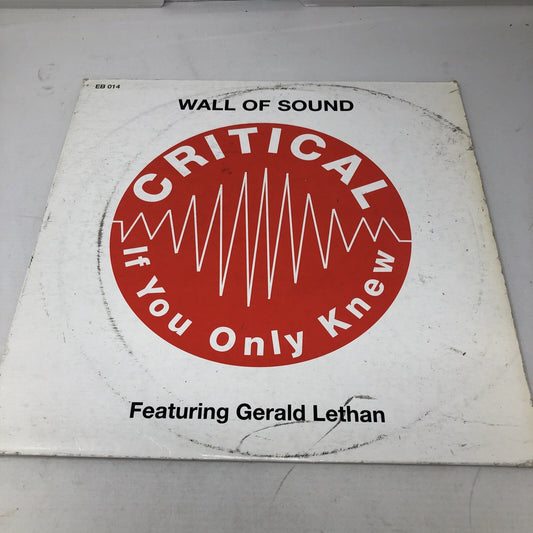 EB 014
WALL OF SOUND
CRITICAL
If You Only Knew
Featuring Gerald Lethan